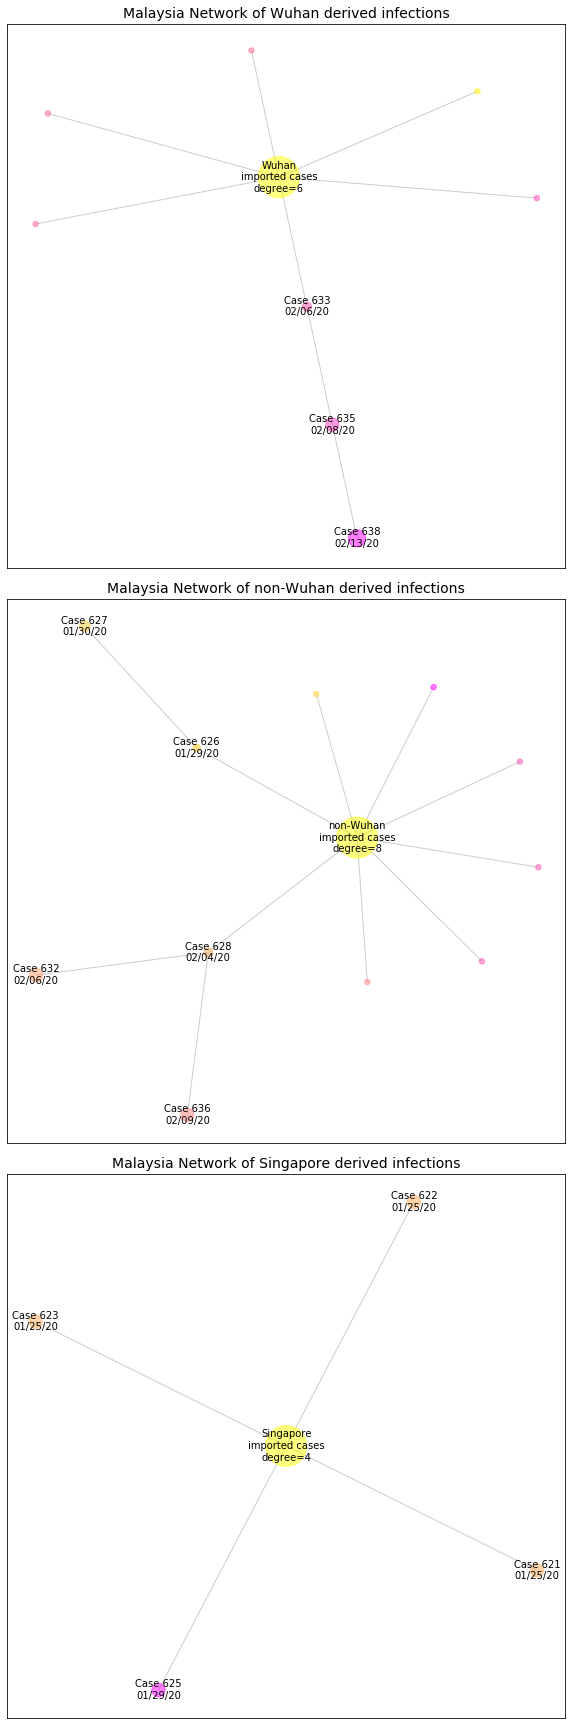 Malaysia Network of Wuhan derived infections
Wuhan
imported cases
degree=6
Case 633
02/06/20
Case 635
02/08/20
Case 638
02/13/20
Malaysia Network of non-Wuhan derived infections
Case 627
01/30/20
Case 626
01/29/20
non-Wuhan
imported cases
degree=8
Case 628
02/04/20
Case 632
02/06/20
Case 636
02/09/20
Malaysia Network of Singapore derived infections
Case 622
01/25/20
Case 623
01/25/20
Singapore
imported cases
degree=4
Case 621
01/25/20
Case 625
01/29/20